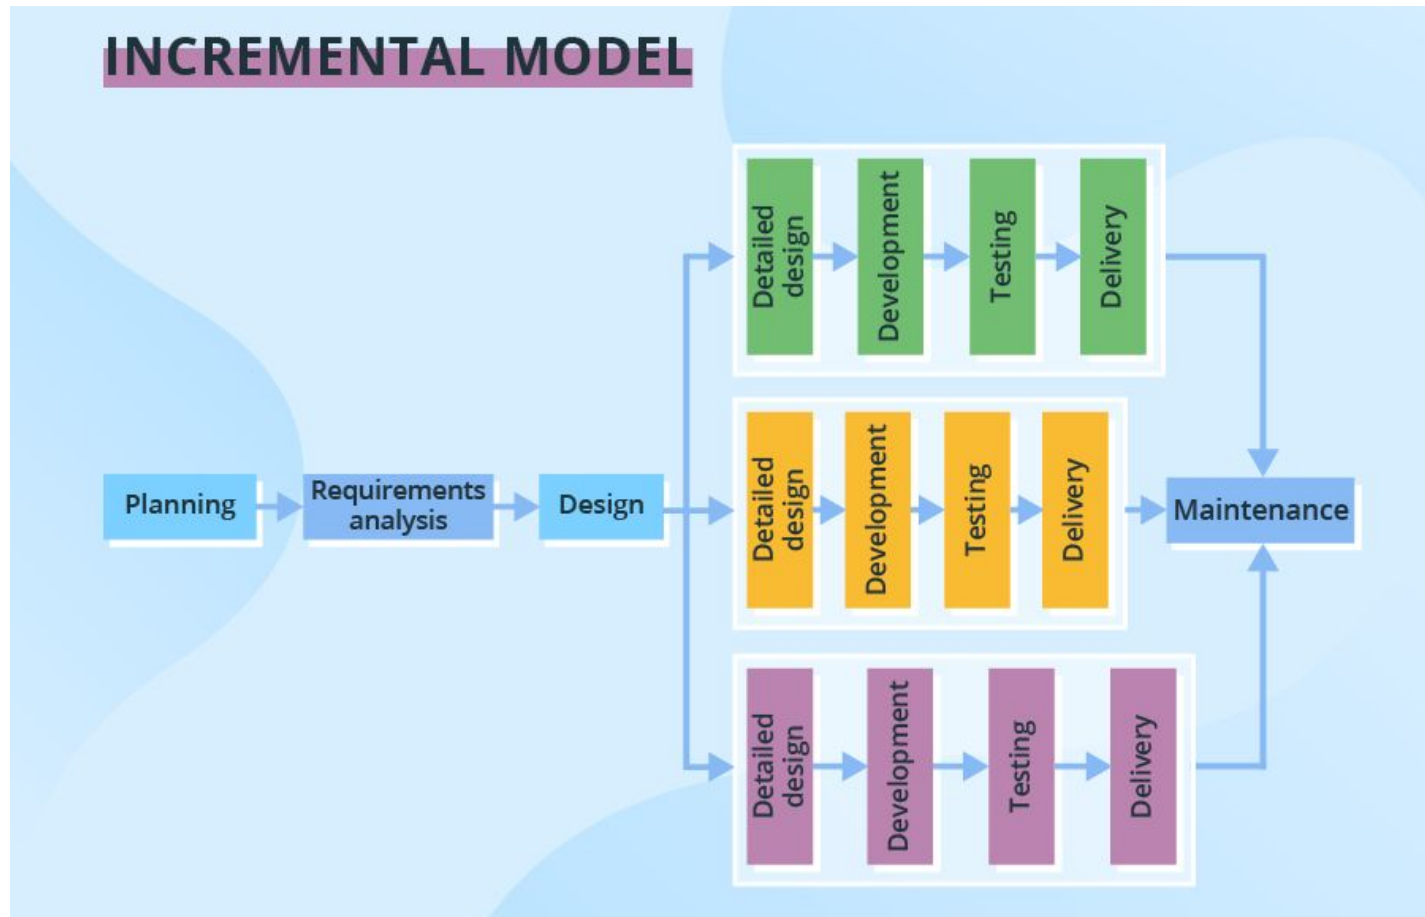 INCREMENTAL MODEL
Detailed
design
Development
Testing
Delivery
Planning
Requirements
analysis
Design
Detailed
design
Development
Testing
Delivery
Maintenance
Detailed
design
Development
Testing
Delivery